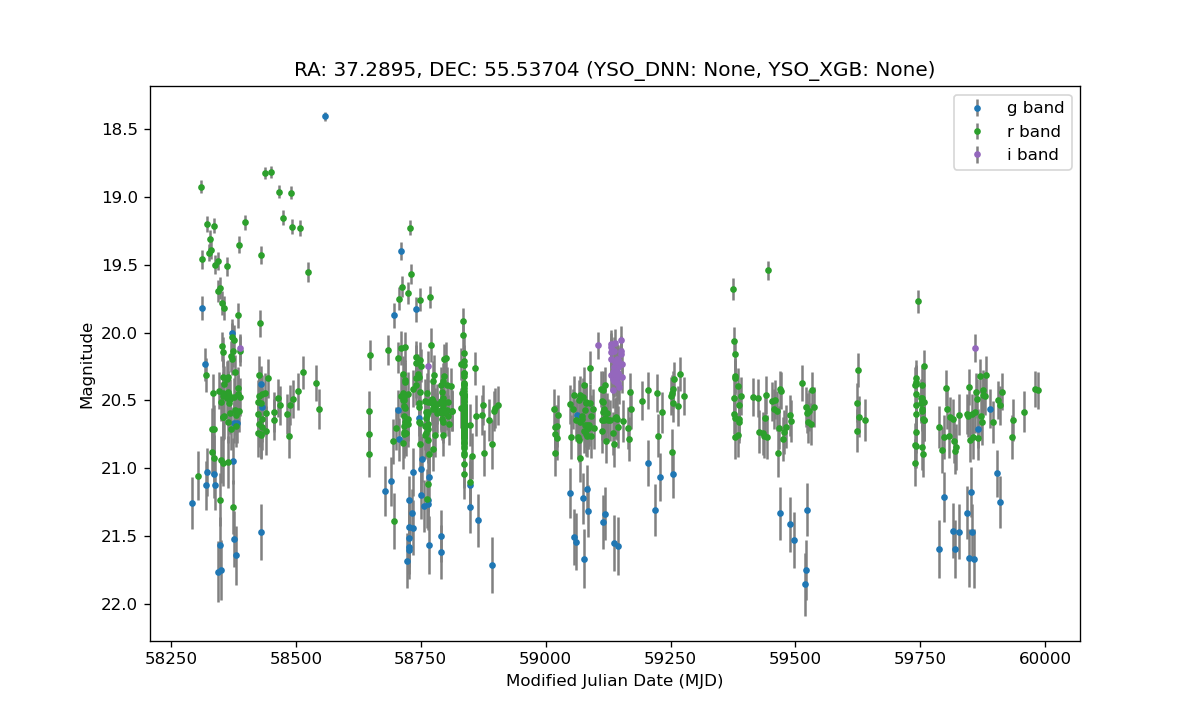 RA: 37.2895, DEC: 55.53704 (YSO_DNN: None, YSO_XGB: None)
g band
r band
i band
18.5
19.0
19.5
20.0
20.5
21.0
21.5
22.0
Magnitude
58250 58500 58750 59000 59250 59500 59750 60000
Modified Julian Date (MJD)